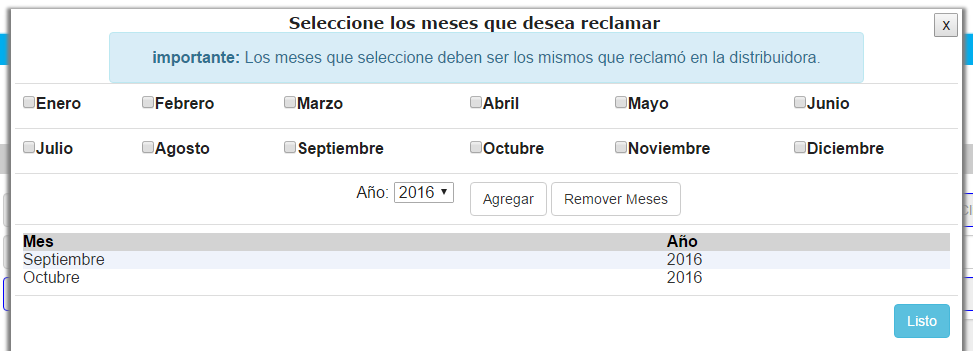 Seleccione los meses que desea reclamar
X
importante: Los meses que seleccione deben ser los mismos que reclamó en la distribuidora.
Enero Febrero Marzo Abril Mayo Junio
Julio Agosto Septiembre Octubre Noviembre Diciembre
Año: 2016 Agregar Remover Meses
Mes Año
Septiembre 2016
Octubre 2016
Listo